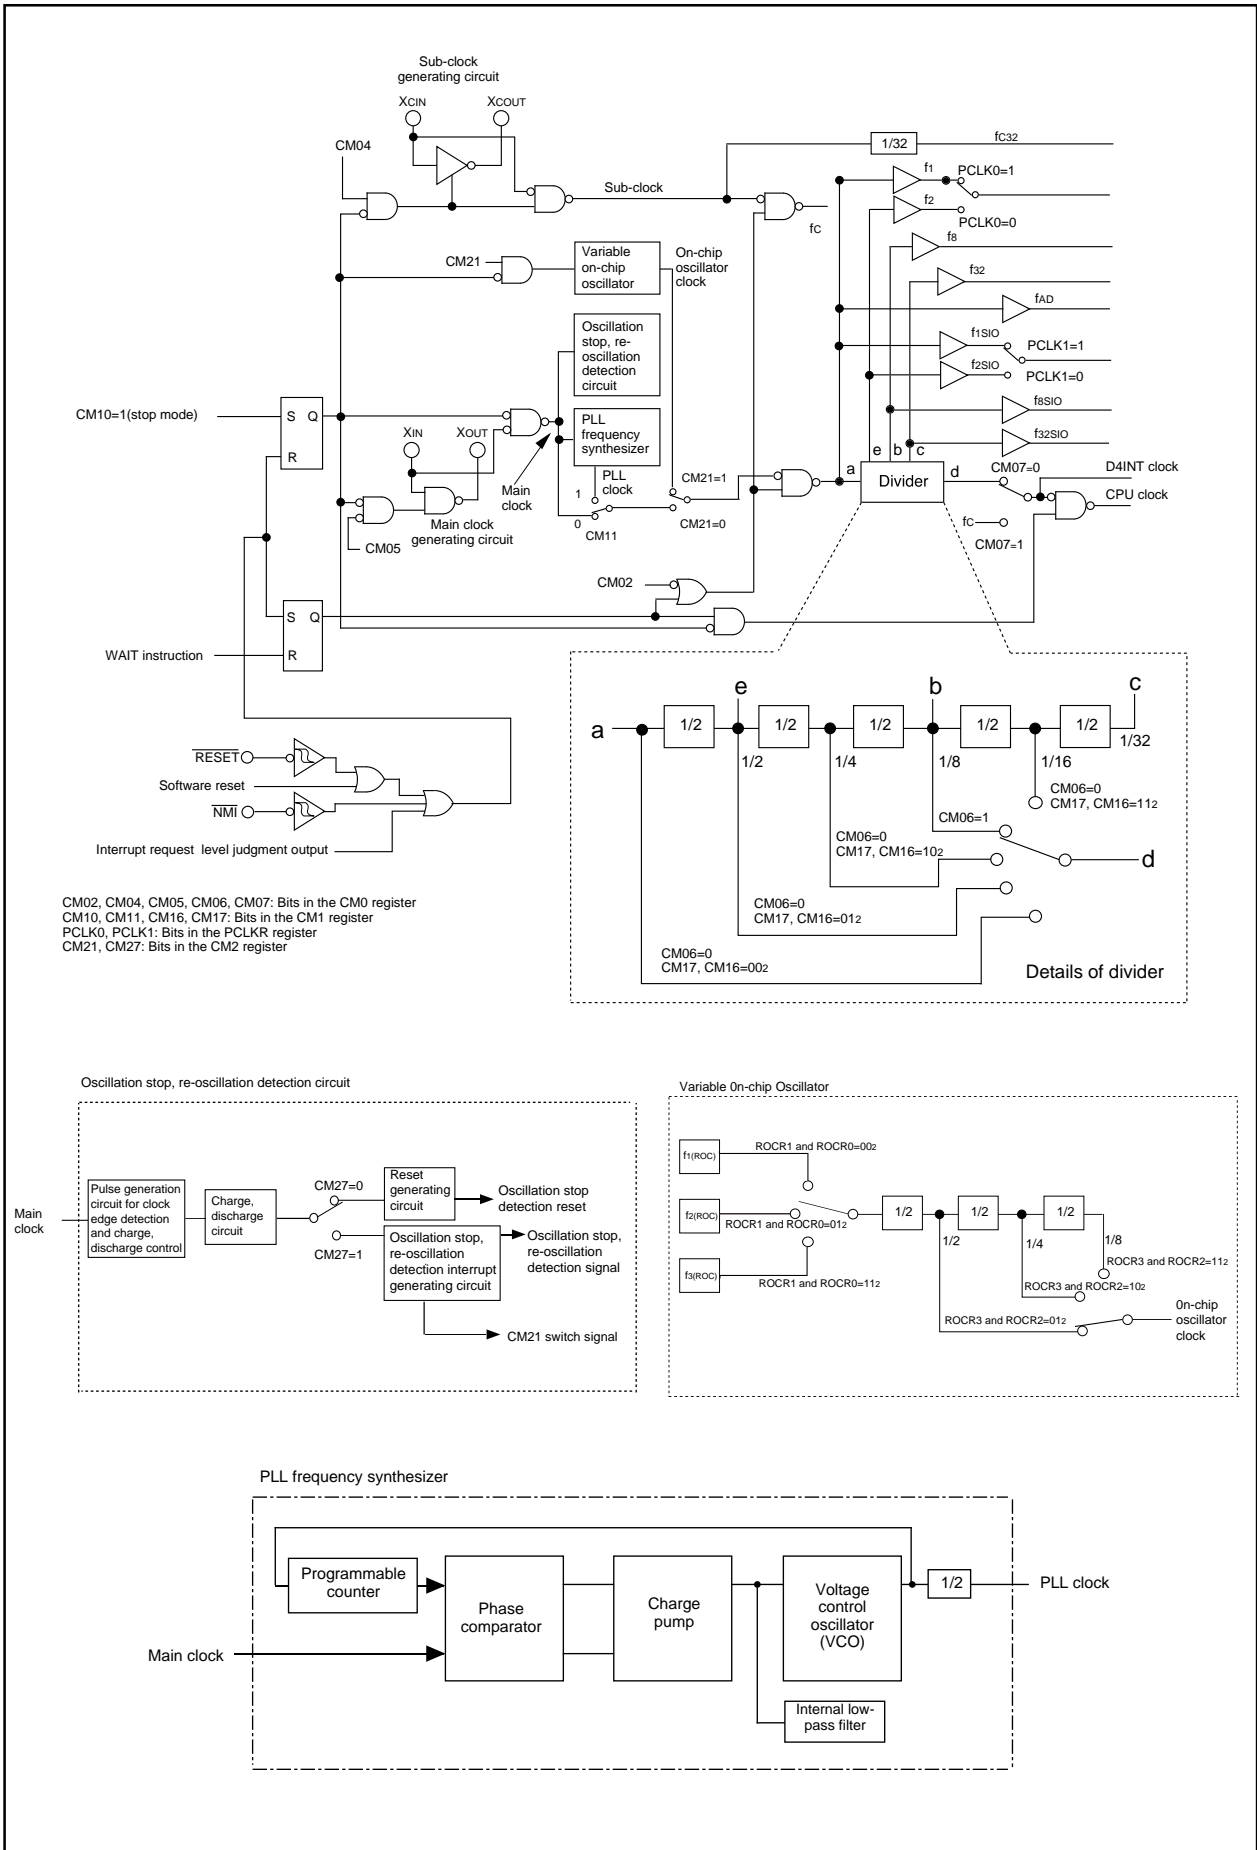 Sub-clock
generating circuit
XCIN
XCOUT
CM04
1/32
fC32
f1
PCLK0=1
Sub-clock
f2
PCLK0=0
fC
f8
CM21
Variable
on-chip
oscillator
On-chip
oscillator
clock
f32
fAD
Oscillation
stop, re-
oscillation
detection
circuit
f1SIO
PCLK1=1
f2SIO
PCLK1=0
CM10=1(stop mode)
S Q
R
XIN
XOUT
PLL
frequency
synthesizer
f8SIO
f32SIO
e b c
a
Divider
d
CM07=0
D4INT clock
CPU clock
Main
clock
PLL
clock
1
0
CM11
CM21=1
CM21=0
Main clock
generating circuit
CM05
fC
CM07=1
CM02
S Q
R
WAIT instruction
e
b
c
a
1/2
1/2
1/2
1/2
1/2
1/2
1/4
1/8
1/16
1/32
CM06=0
CM17, CM16=112
CM06=1
CM06=0
CM17, CM16=102
d
CM06=0
CM17, CM16=012
CM06=0
CM17, CM16=002
Details of divider
RESET
Software reset
NMI
Interrupt request level judgment output
CM02, CM04, CM05, CM06, CM07: Bits in the CM0 register
CM10, CM11, CM16, CM17: Bits in the CM1 register
PCLK0, PCLK1: Bits in the PCLKR register
CM21, CM27: Bits in the CM2 register
Oscillation stop, re-oscillation detection circuit
Main
clock
Pulse generation
circuit for clock
edge detection
and charge,
discharge control
Charge,
discharge
circuit
CM27=0
CM27=1
Reset
generating
circuit
Oscillation stop
detection reset
Oscillation stop,
re-oscillation
detection interrupt
generating circuit
Oscillation stop,
re-oscillation
detection signal
CM21 switch signal
Variable 0n-chip Oscillator
f1(ROC)
ROCR1 and ROCR0=002
f2(ROC)
ROCR1 and ROCR0=012
f3(ROC)
ROCR1 and ROCR0=112
1/2
1/2
1/2
1/2
1/4
1/8
ROCR3 and ROCR2=112
ROCR3 and ROCR2=102
ROCR3 and ROCR2=012
0n-chip
oscillator
clock
PLL frequency synthesizer
Programmable
counter
Phase
comparator
Charge
pump
Voltage
control
oscillator
(VCO)
1/2
PLL clock
Main clock
Internal low-
pass filter